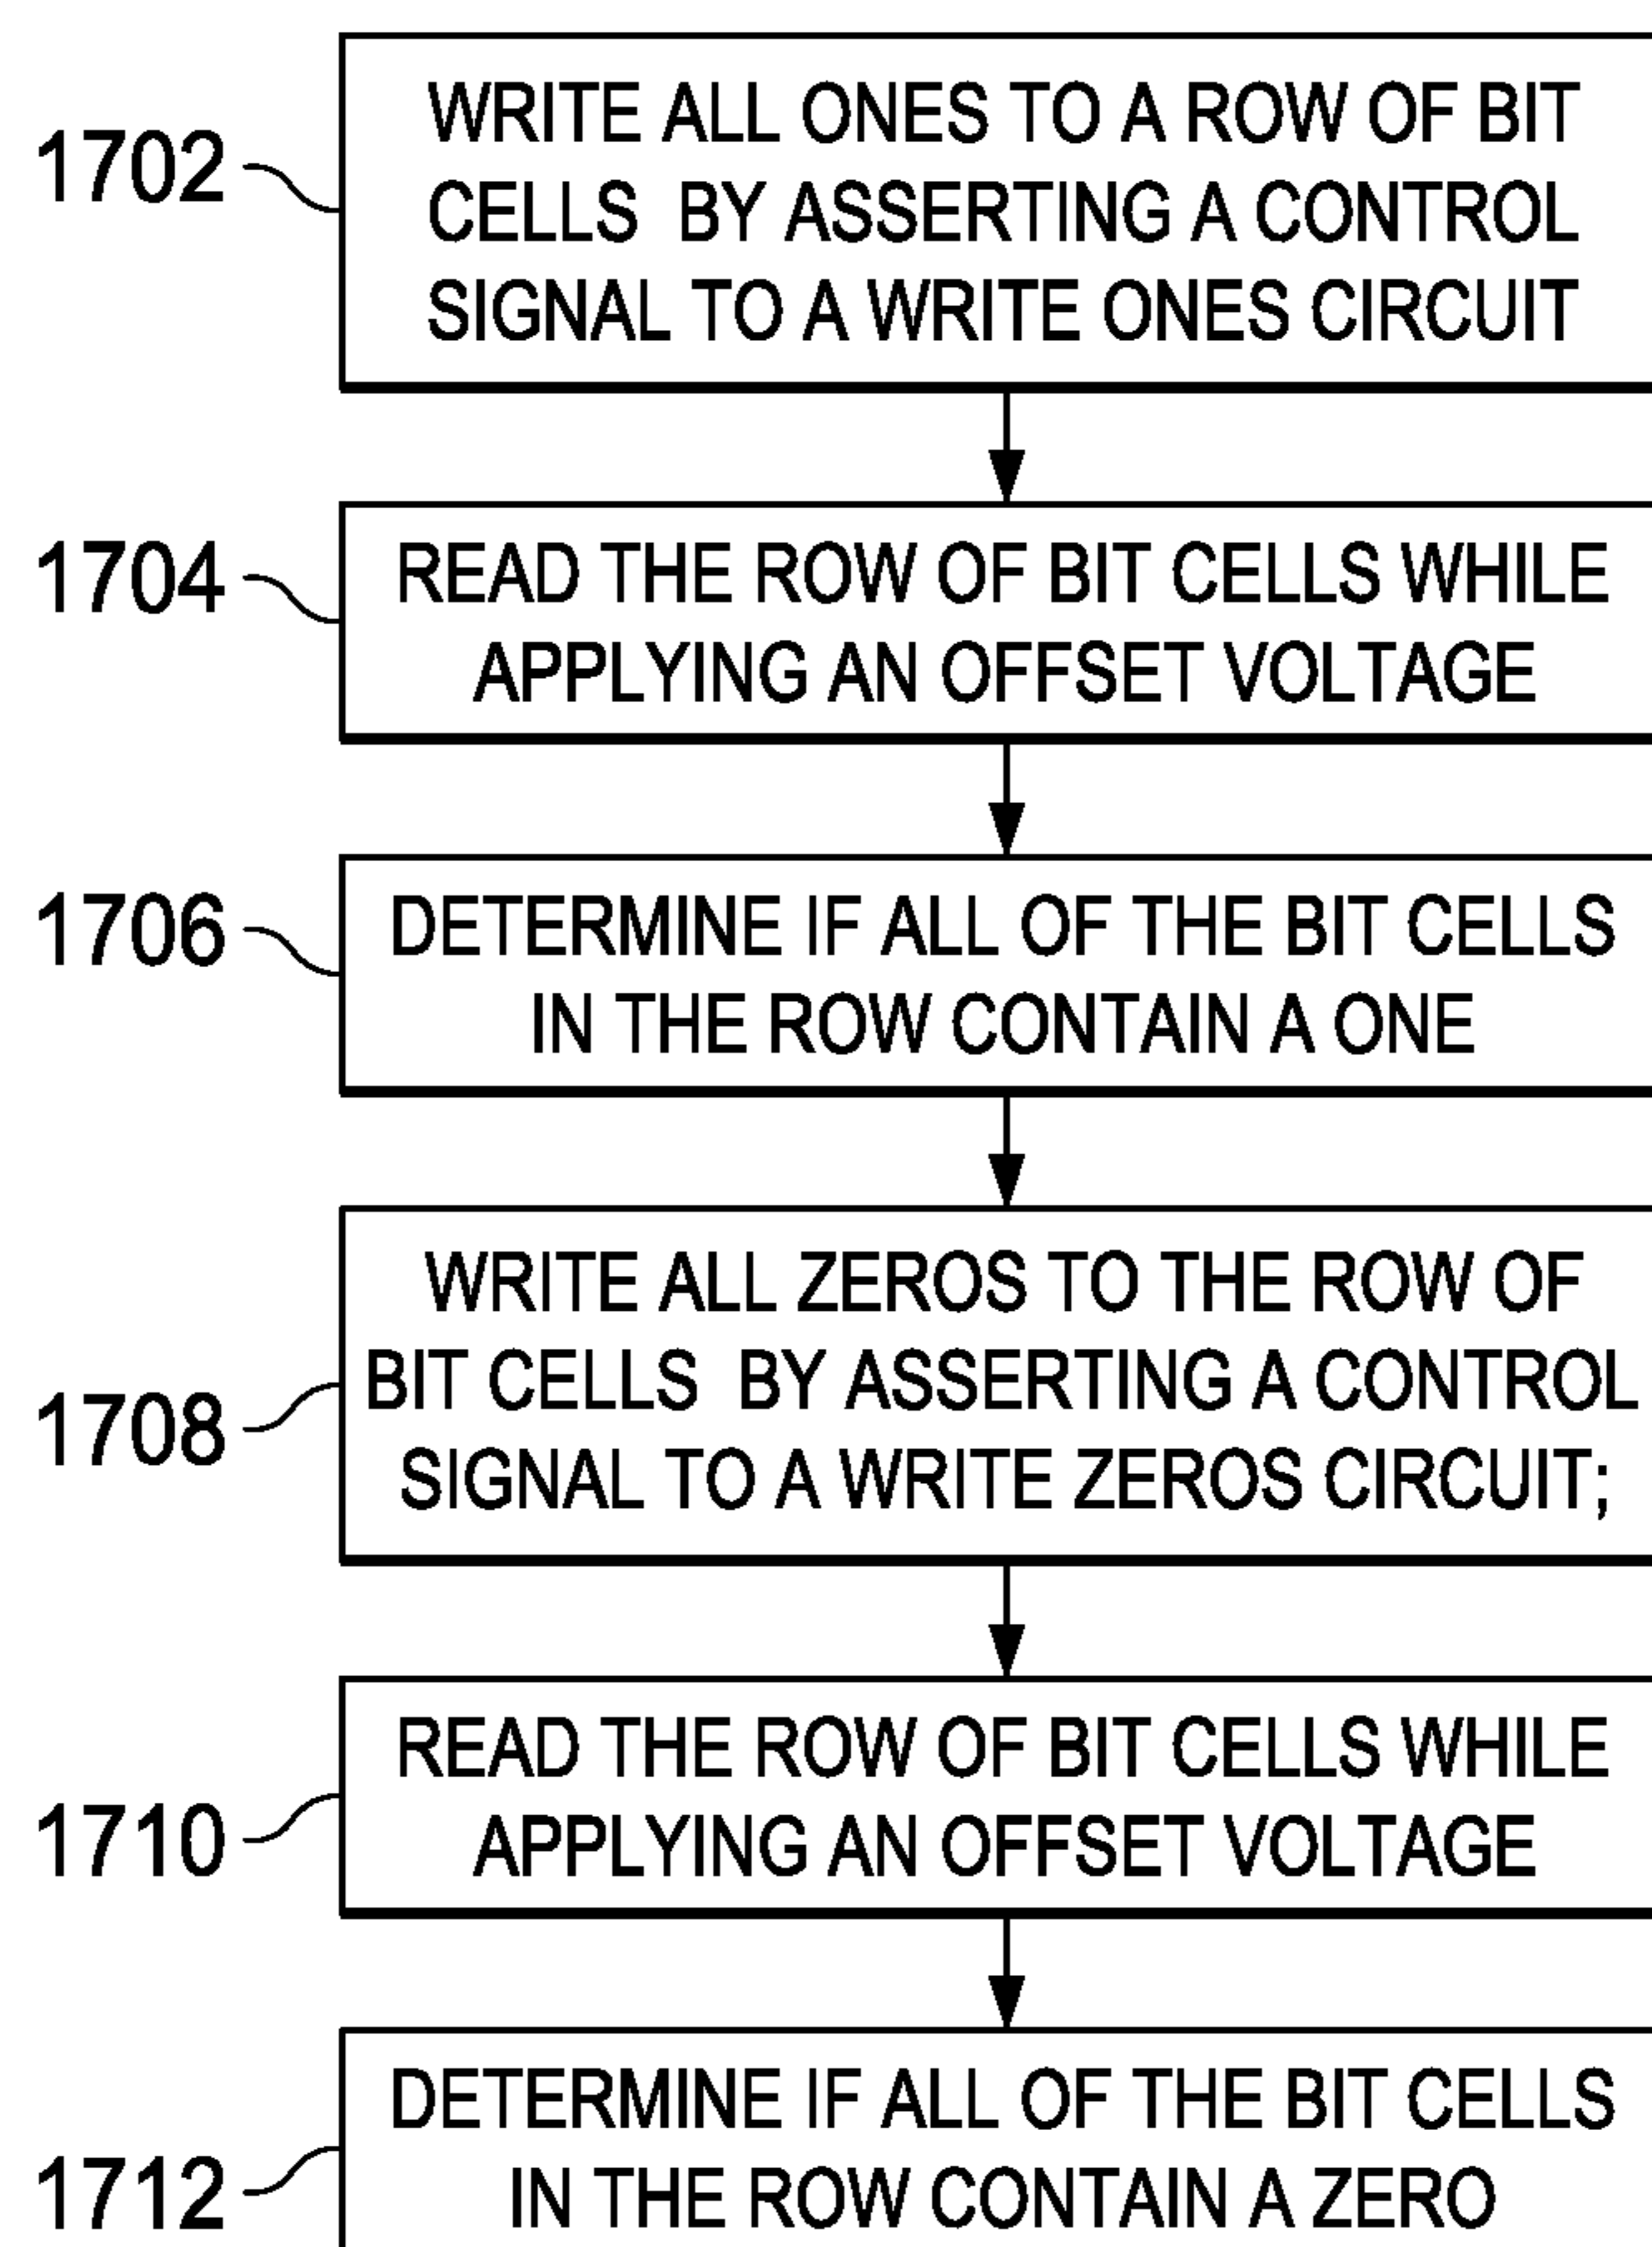 1702
WRITE ALL ONES TO A ROW OF BIT
CELLS BY ASSERTING A CONTROL
SIGNAL TO A WRITE ONES CIRCUIT
1704
READ THE ROW OF BIT CELLS WHILE
APPLYING AN OFFSET VOLTAGE
1706
DETERMINE IF ALL OF THE BIT CELLS
IN THE ROW CONTAIN A ONE
1708
WRITE ALL ZEROS TO THE ROW OF
BIT CELLS BY ASSERTING A CONTROL
SIGNAL TO A WRITE ZEROS CIRCUIT;
1710
READ THE ROW OF BIT CELLS WHILE
APPLYING AN OFFSET VOLTAGE
1712
DETERMINE IF ALL OF THE BIT CELLS
IN THE ROW CONTAIN A ZERO